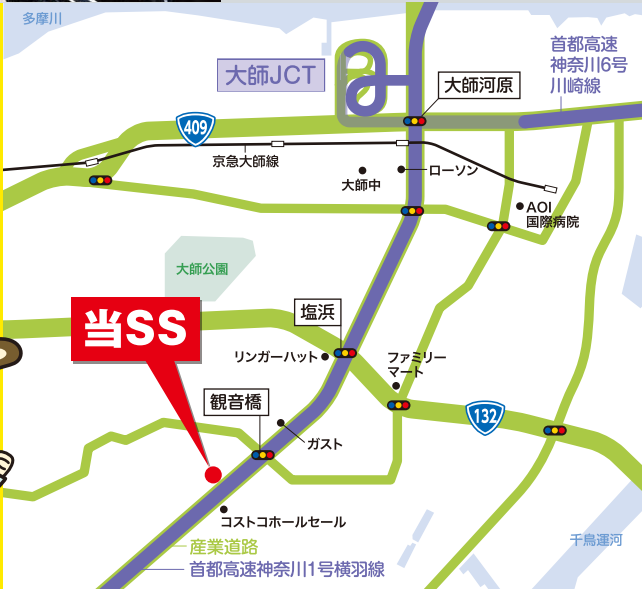 多摩川
首都高速
神奈川6号
川崎線
大師JCT
大師河原
409
京急大師線
ローソン
大師中
AOI
国際病院
大師公園
塩浜
当SS
リンガーハット
ファミリー
マート
観音橋
132
ガスト
コストコホールセール
千鳥運河
産業道路
首都高速神奈川1号横羽線